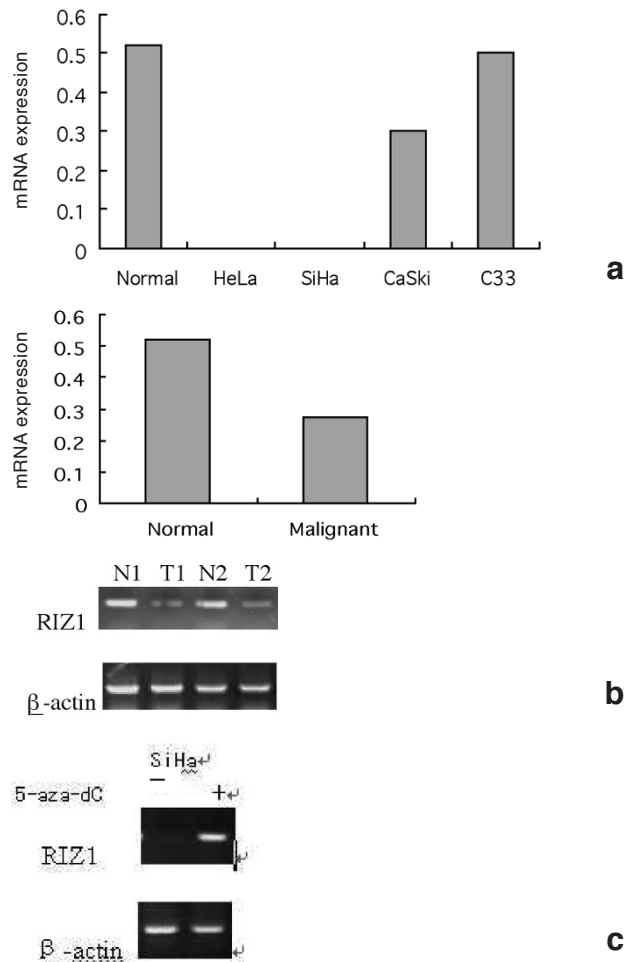 mRNA expression
0.6
0.5
0.4
0.3
0.2
0.1
0
Normal HeLa SiHa CaSki C33
a
mRNA expression
0.6
0.5
0.4
0.3
0.2
0.1
0
Normal Malignant
N1 T1 N2 T2
RIZ1
β-actin
b
SiHa↵
5-aza-dC − +↵
RIZ1 ↵
β-actin ↵
c